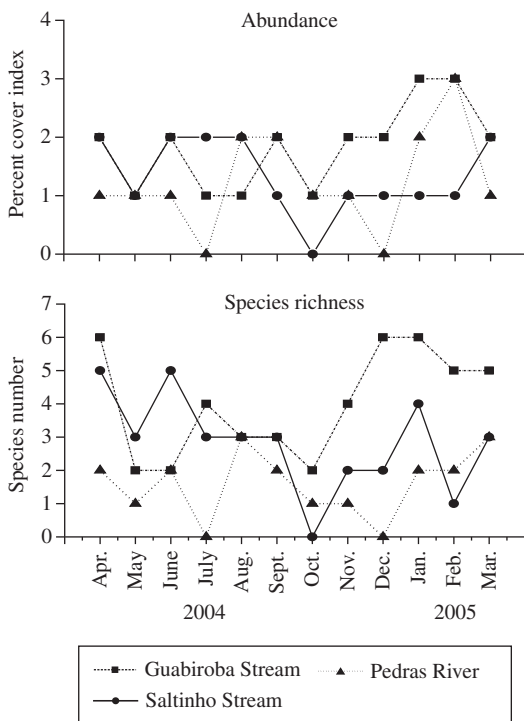 Abundance
Percent cover index
4
3
2
1
0
Species richness
Species number
7
6
5
4
3
2
1
0
Apr. May June July Aug. Sept. Oct. Nov. Dec. Jan. Feb. Mar.
2004 2005
Guabiroba Stream Pedras River
Saltinho Stream